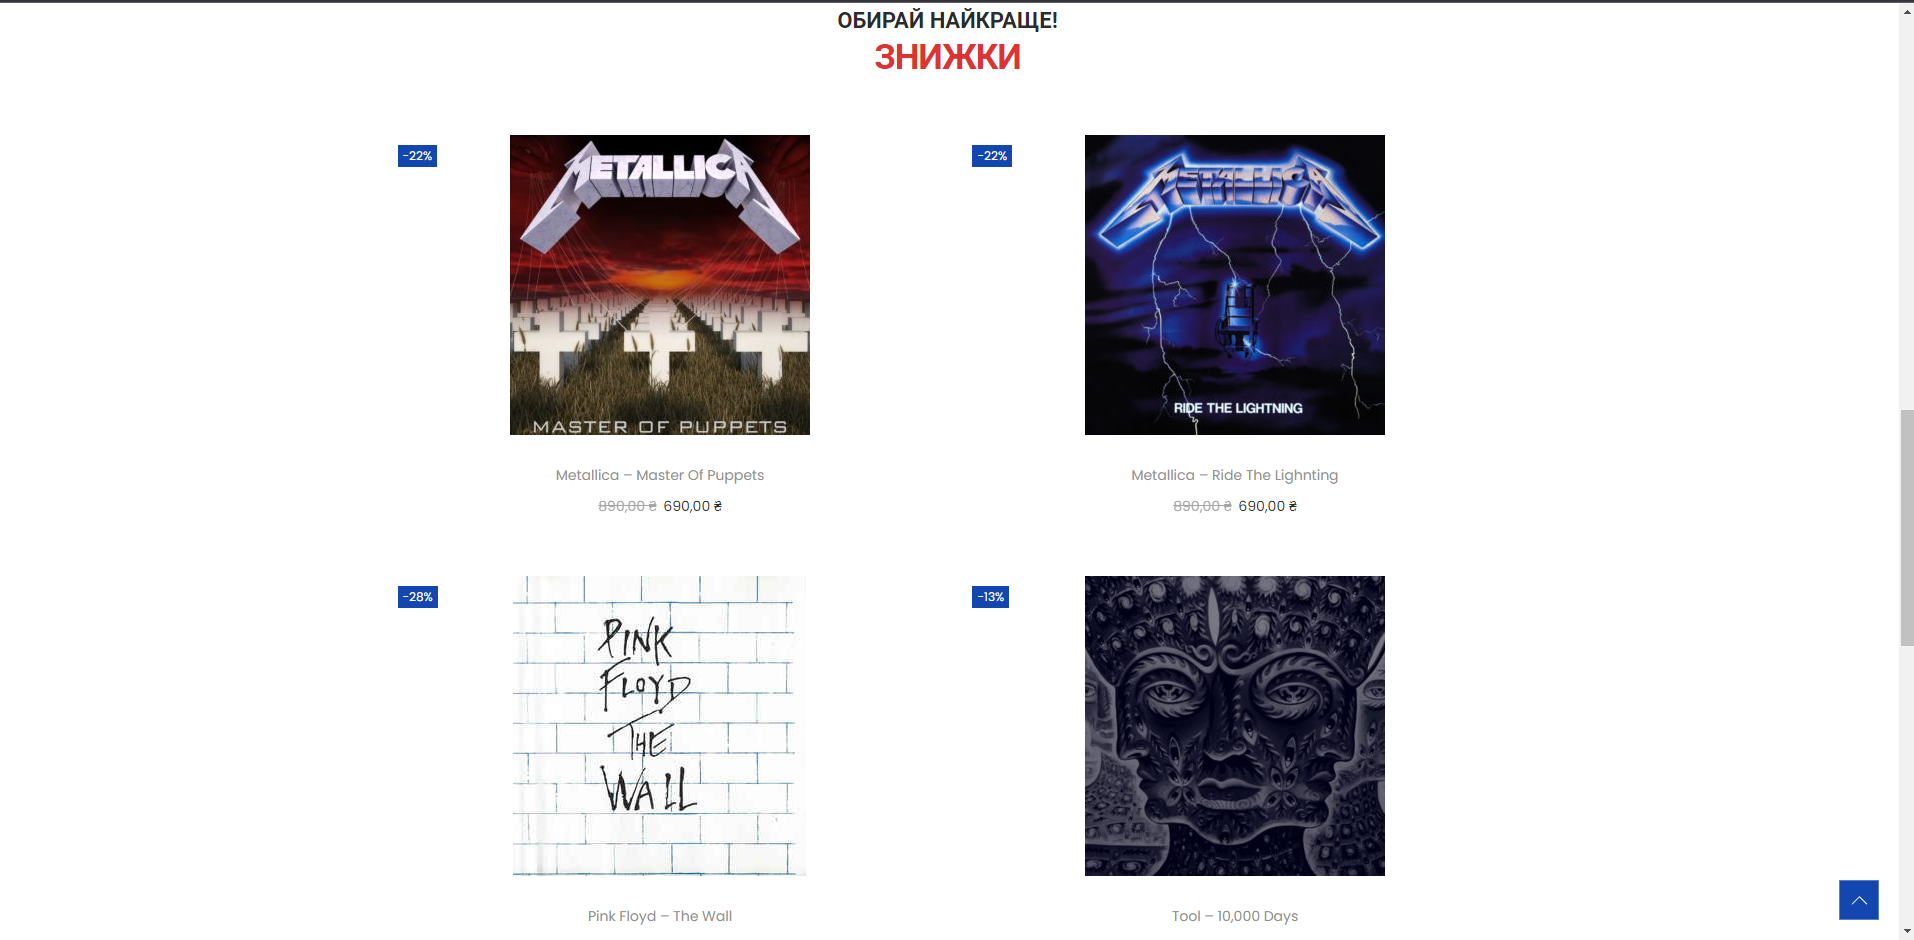 ОБИРАЙ НАЙКРАЩЕ!
ЗНИЖКИ
-22%
METALLICA
MASTER OF PUPPETS
Metallica – Master Of Puppets
890,00 ₴ 690,00 ₴
-22%
METALLICA
RIDE THE LIGHTNING
Metallica – Ride The Lighnting
890,00 ₴ 690,00 ₴
-28%
PINK
FLOYD
THE
WALL
Pink Floyd – The Wall
-13%
Tool – 10,000 Days